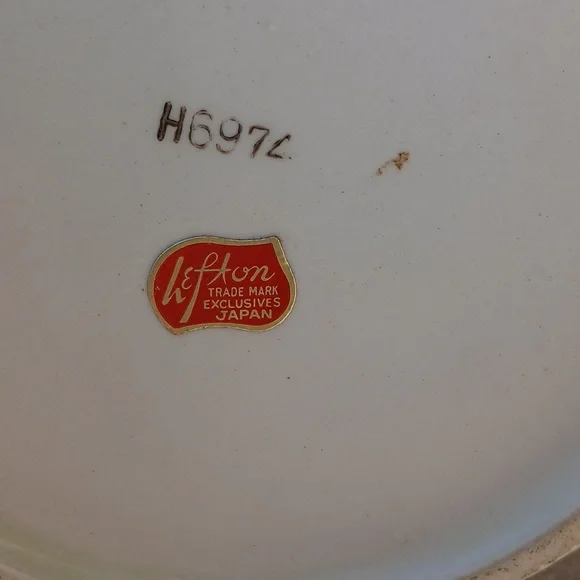 H6974
Lefton
TRADE MARK
EXCLUSIVES
JAPAN